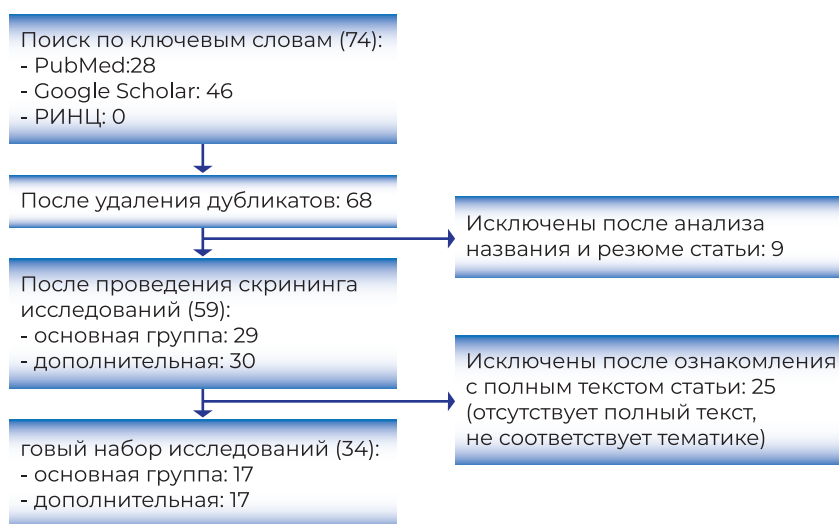 Поиск по ключевым словам (74):
- PubMed:28
- Google Scholar: 46
- РИНЦ: 0
После удаления дубликатов: 68
Исключены после анализа
названия и резюме статьи: 9
После проведения скрининга
исследований (59):
- основная группа: 29
- дополнительная: 30
Исключены после ознакомления
с полным текстом статьи: 25
(отсутствует полный текст,
не соответствует тематике)
говый набор исследований (34):
- основная группа: 17
- дополнительная: 17